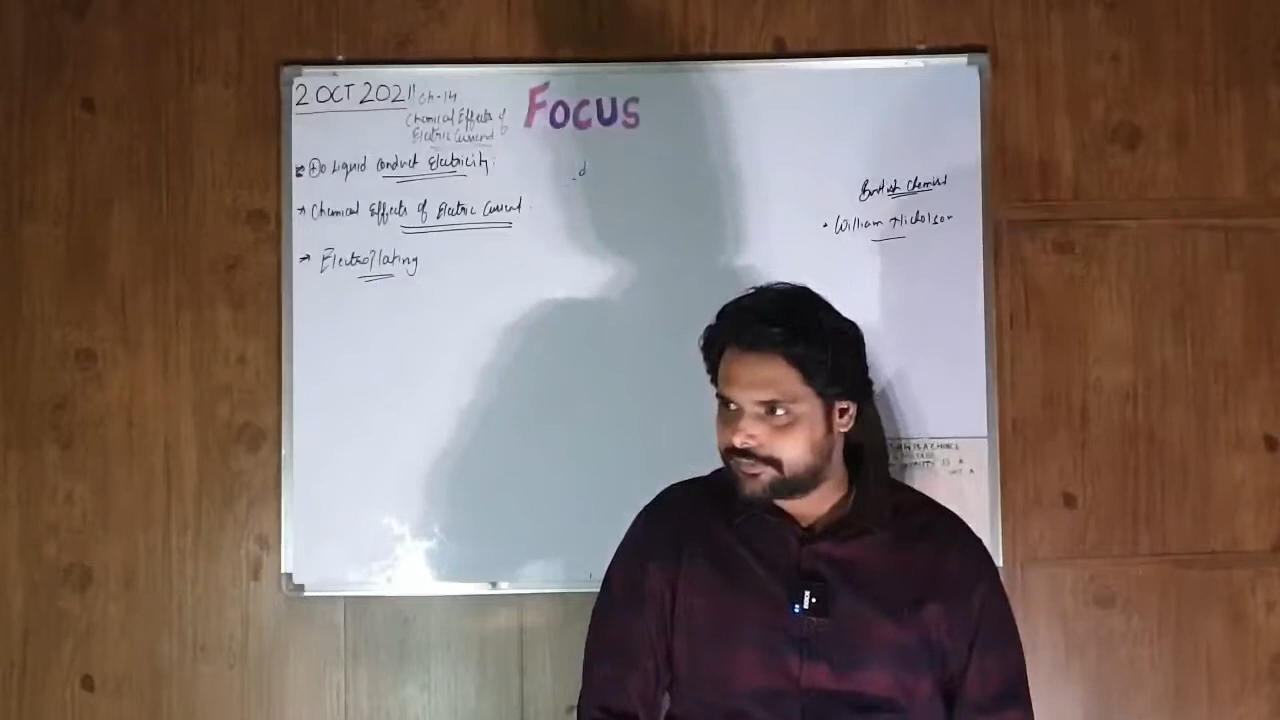 2 OCT 2021
Ch-14
Chemical Effects of
Electric Current
FOCUS
Do Liquid conduct Electricity.
→ Chemical Effects of Electric Current.
→ ElectroPlating
British Chemist
• William Nicholson